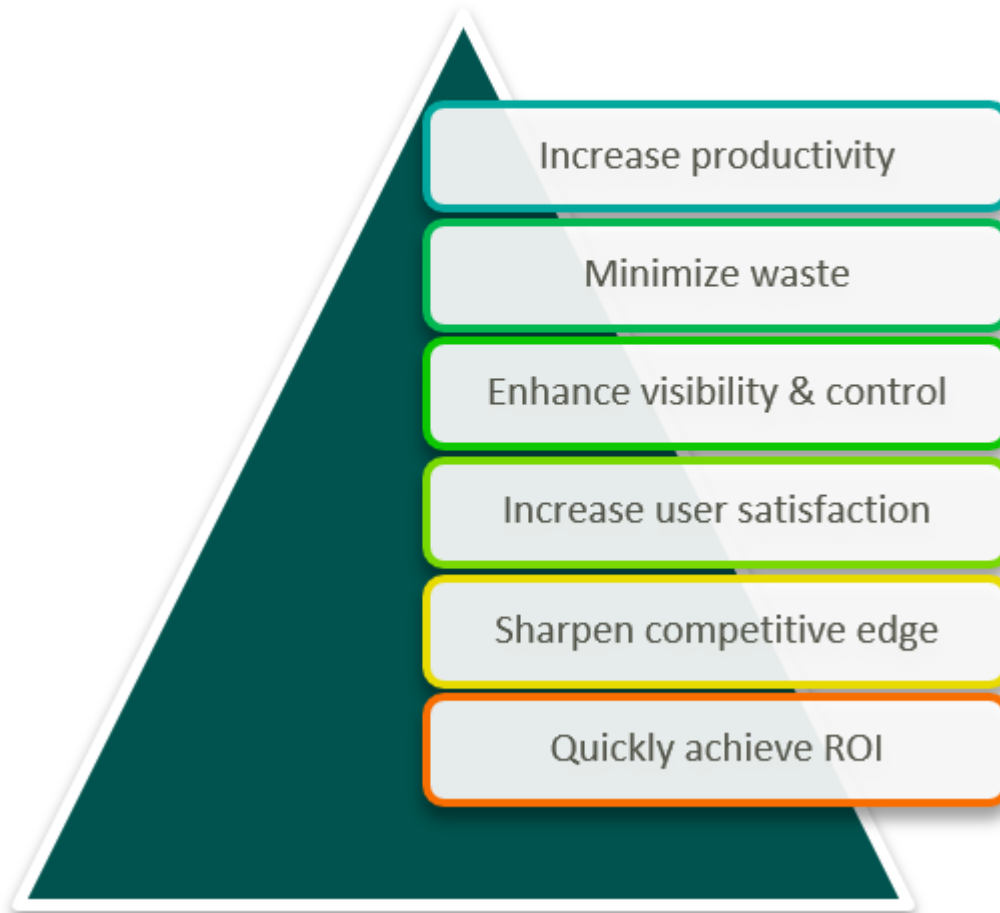 Increase productivity
Minimize waste
Enhance visibility & control
Increase user satisfaction
Sharpen competitive edge
Quickly achieve ROI